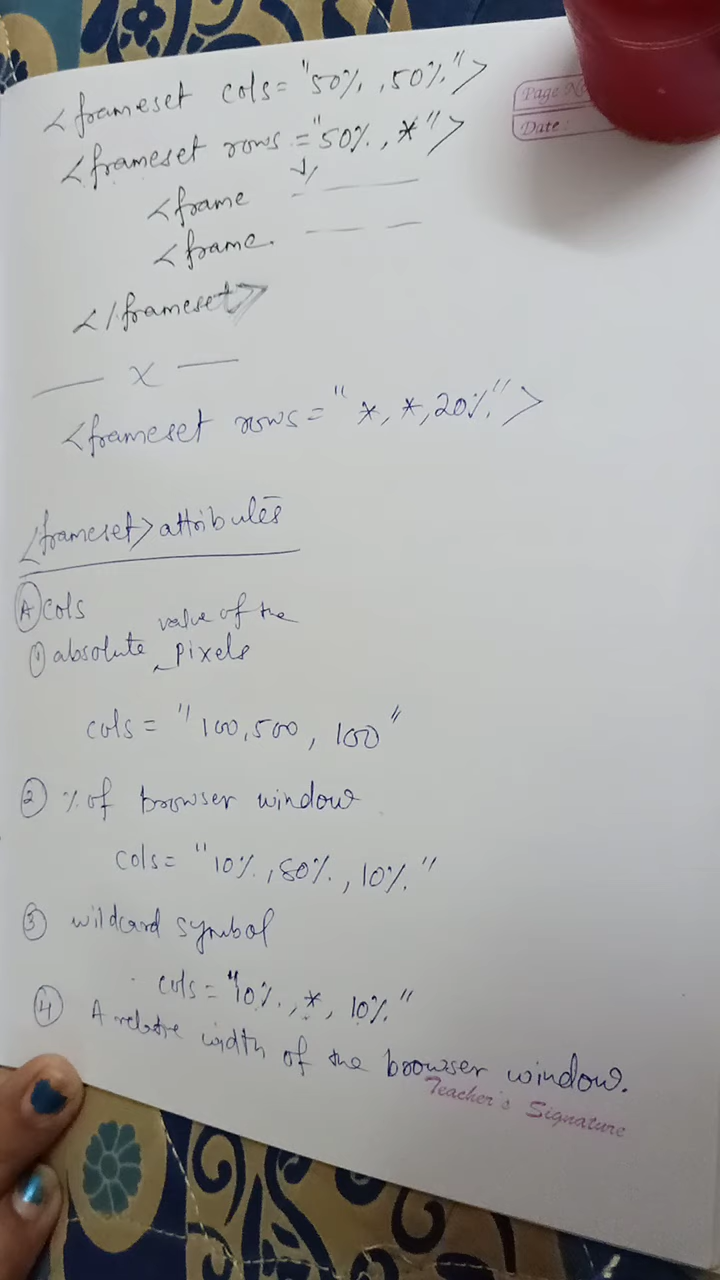 <frameset cols="50%,50%">
Page No
Date:
<frameset rows="50%,*">
<frame
<frame.
</frameset>
x
<frameset rows="*,*,20%">
<frameset> attributes
A cols
value of the
1 absolute pixels
cols="100,500,100"
2 % of browser window
cols="10%,80%,10%"
3 wildcard symbol
cols="10%,*,10%"
4 A relative width of the browser window.
Teacher's Signature